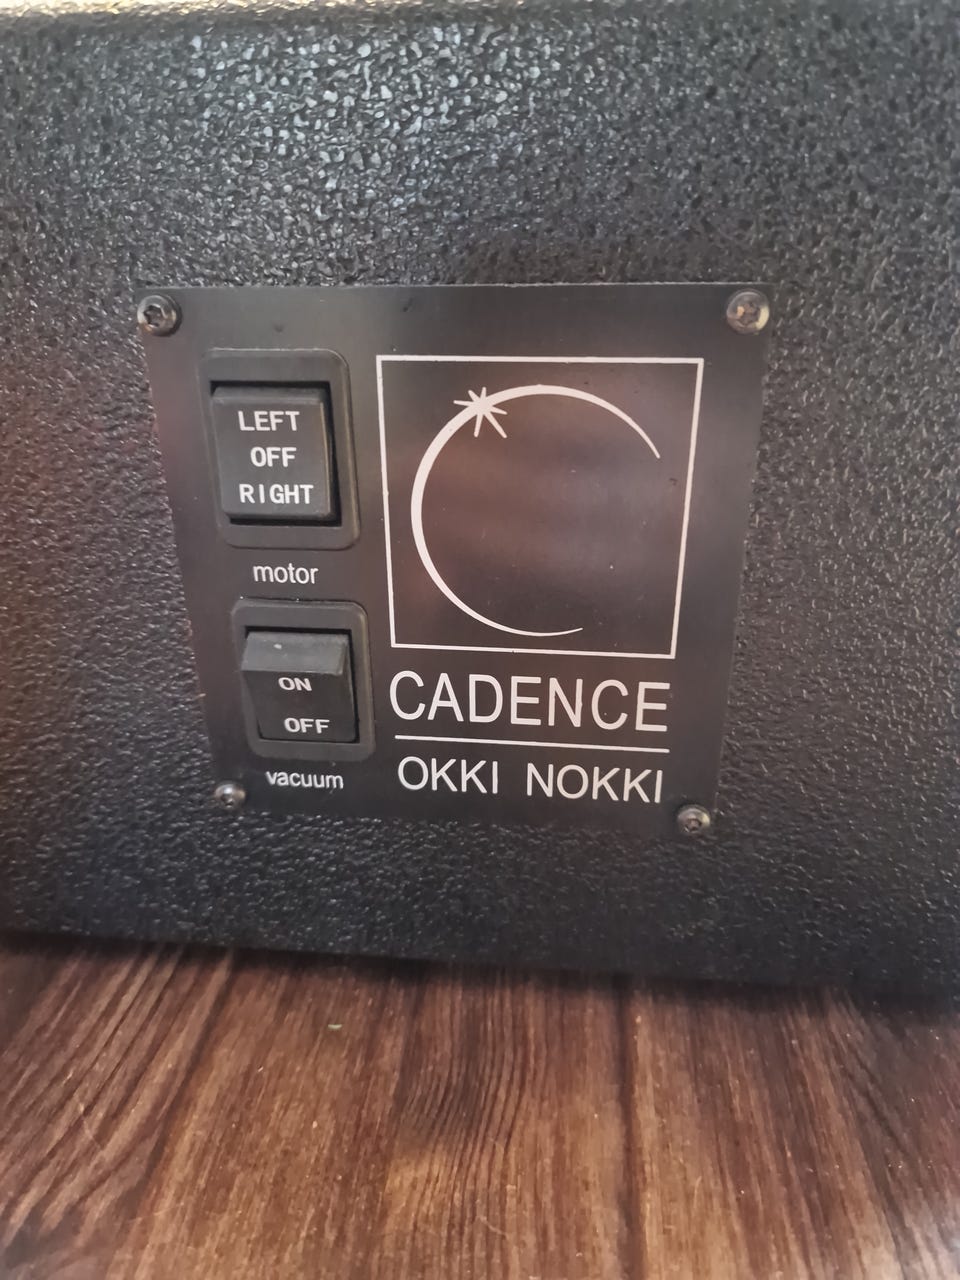 LEFT
OFF
RIGHT
motor
ON
OFF
vacuum
CADENCE
OKKI NOKKI